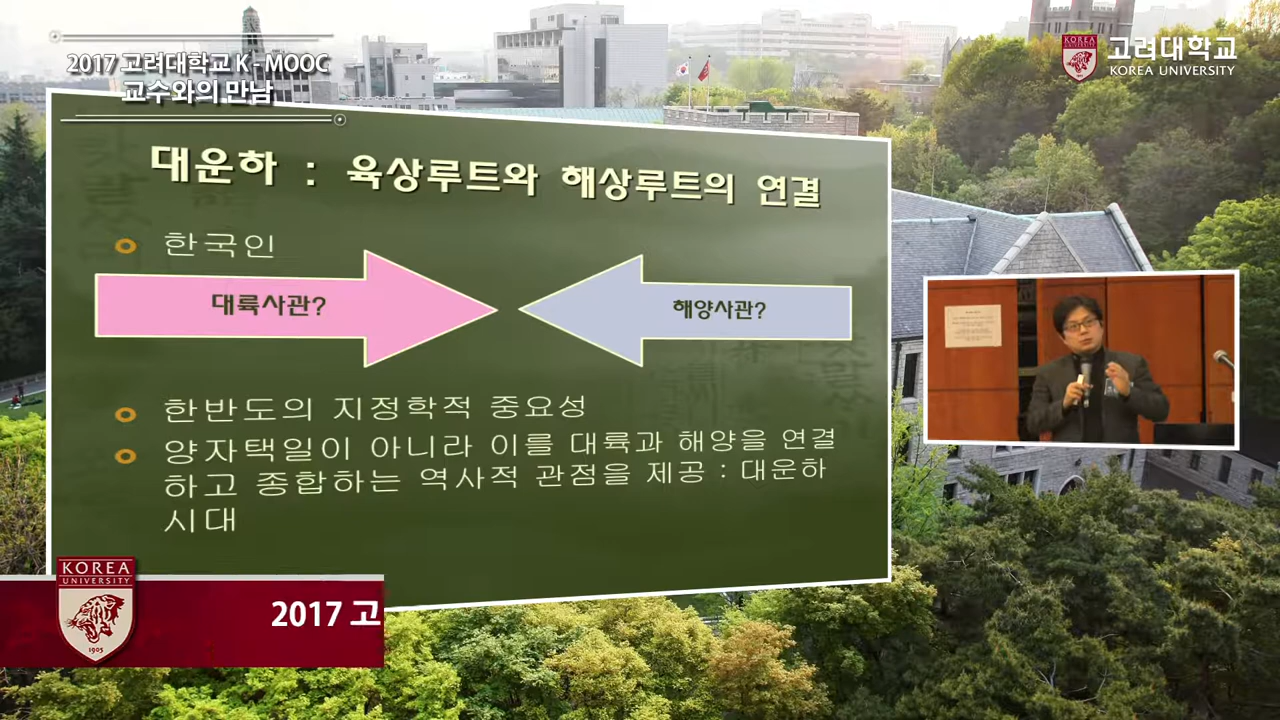 2017 고려대학교 K - MOOC
교수와의 만남
KOREA
고려대학교
KOREA UNIVERSITY
대운하 : 육상루트와 해상루트의 연결
한국인
대륙사관?
해양사관?
한반도의 지정학적 중요성
양자택일이 아니라 이를 대륙과 해양을 연결
하고 종합하는 역사적 관점을 제공 : 대운하
시대
KOREA
UNIVERSITY
1905
2017 고